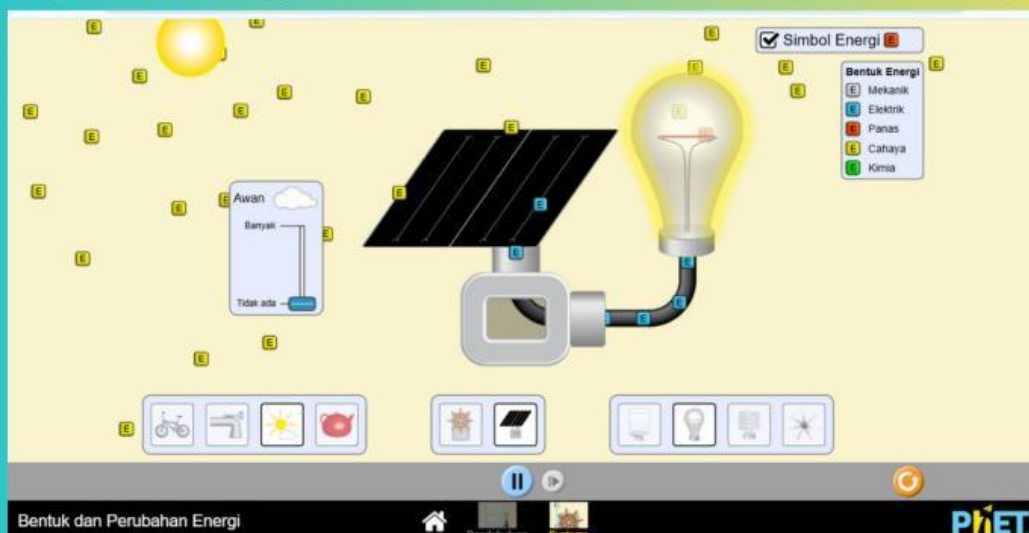 Simbol Energi E
Bentuk Energi
E Mekanik
E Elektrik
E Panas
E Cahaya
E Kimia
Awan
Banyak
Tidak ada
Bentuk dan Perubahan Energi
PhET